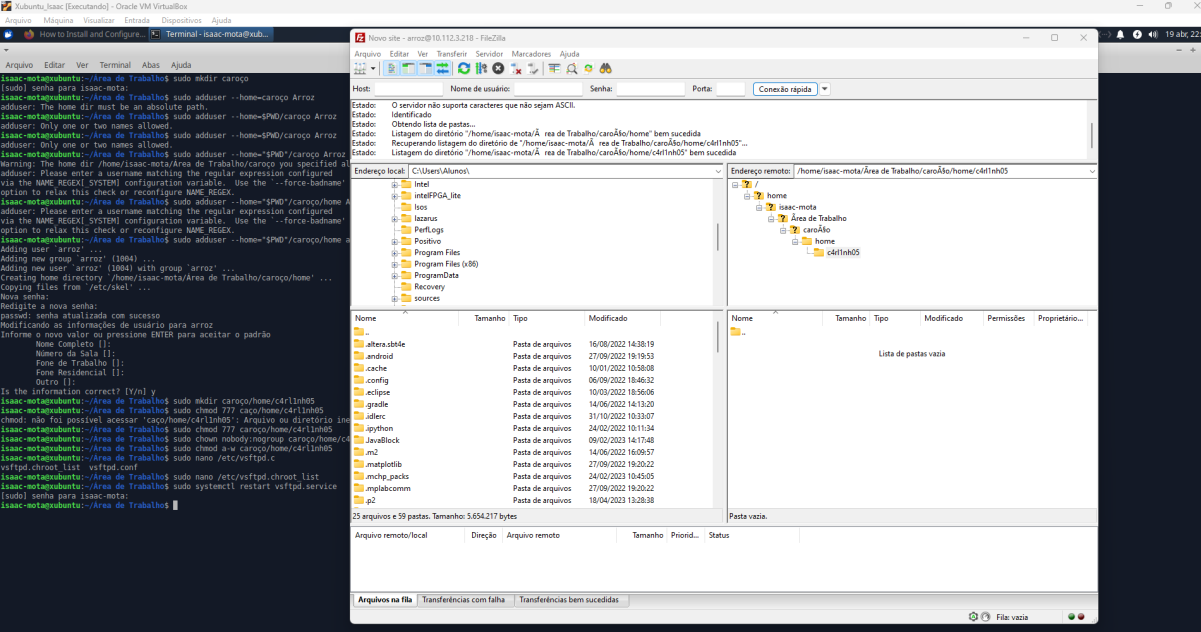 Xubuntu_Isaac [Executando] - Oracle VM VirtualBox
Arquivo Máquina Visualizar Entrada Dispositivos Ajuda
How to Install and Configure... Terminal - isaac-mota@xub... 19 abr, 22:
Arquivo Editar Ver Terminal Abas Ajuda
isaac-mota@xubuntu:~/Área de Trabalho$ sudo mkdir caroço
[sudo] senha para isaac-mota:
isaac-mota@xubuntu:~/Área de Trabalho$ sudo adduser --home=caroço Arroz
adduser: The home dir must be an absolute path.
isaac-mota@xubuntu:~/Área de Trabalho$ sudo adduser --home=$PWD/caroço Arroz
adduser: Only one or two names allowed.
isaac-mota@xubuntu:~/Área de Trabalho$ sudo adduser --home=$PWD/caroço Arroz
adduser: Only one or two names allowed.
isaac-mota@xubuntu:~/Área de Trabalho$ sudo adduser --home="$PWD"/caroço Arroz
Warning: The home dir /home/isaac-mota/Área de Trabalho/caroço you specified al
adduser: Please enter a username matching the regular expression configured
via the NAME_REGEX[_SYSTEM] configuration variable. Use the `--force-badname'
option to relax this check or reconfigure NAME_REGEX.
isaac-mota@xubuntu:~/Área de Trabalho$ sudo adduser --home="$PWD"/caroço/home A
adduser: Please enter a username matching the regular expression configured
via the NAME_REGEX[_SYSTEM] configuration variable. Use the `--force-badname'
option to relax this check or reconfigure NAME_REGEX.
isaac-mota@xubuntu:~/Área de Trabalho$ sudo adduser --home="$PWD"/caroço/home a
Adding user `arroz' ...
Adding new group `arroz' (1004) ...
Adding new user `arroz' (1004) with group `arroz' ...
Creating home directory `/home/isaac-mota/Área de Trabalho/caroço/home' ...
Copying files from `/etc/skel' ...
Nova senha:
Redigite a nova senha:
passwd: senha atualizada com sucesso
Modificando as informações de usuário para arroz
Informe o novo valor ou pressione ENTER para aceitar o padrão
Nome Completo []:
Número da Sala []:
Fone de Trabalho []:
Fone Residencial []:
Outro []:
Is the information correct? [Y/n] y
isaac-mota@xubuntu:~/Área de Trabalho$ sudo mkdir caroço/home/c4rl1nh05
isaac-mota@xubuntu:~/Área de Trabalho$ sudo chmod 777 caço/home/c4rl1nh05
chmod: não foi possível acessar 'caço/home/c4rl1nh05': Arquivo ou diretório ine
isaac-mota@xubuntu:~/Área de Trabalho$ sudo chmod 777 caroço/home/c4rl1nh05
isaac-mota@xubuntu:~/Área de Trabalho$ sudo chown nobody:nogroup caroço/home/c4
isaac-mota@xubuntu:~/Área de Trabalho$ sudo chmod a-w caroço/home/c4rl1nh05
isaac-mota@xubuntu:~/Área de Trabalho$ sudo nano /etc/vsftpd.c
vsftpd.chroot_list vsftpd.conf
isaac-mota@xubuntu:~/Área de Trabalho$ sudo nano /etc/vsftpd.chroot_list
isaac-mota@xubuntu:~/Área de Trabalho$ sudo systemctl restart vsftpd.service
[sudo] senha para isaac-mota:
isaac-mota@xubuntu:~/Área de Trabalho$
Novo site - arroz@10.112.3.218 - FileZilla
Arquivo Editar Ver Transferir Servidor Marcadores Ajuda
Host: Nome de usuário: Senha: Porta: Conexão rápida
Estado: O servidor não suporta caracteres que não sejam ASCII.
Estado: Identificado
Estado: Obtendo lista de pastas...
Estado: Listagem do diretório "/home/isaac-mota/Ã rea de Trabalho/caroÃ§o/home" bem sucedida
Estado: Recuperando listagem do diretório de "/home/isaac-mota/Ã rea de Trabalho/caroÃ§o/home/c4rl1nh05"...
Estado: Listagem do diretório "/home/isaac-mota/Ã rea de Trabalho/caroÃ§o/home/c4rl1nh05" bem sucedida
Endereço local: C:\Users\Alunos\
Intel
intelFPGA_lite
Isos
lazarus
PerfLogs
Positivo
Program Files
Program Files (x86)
ProgramData
Recovery
sources
Endereço remoto: /home/isaac-mota/Área de Trabalho/caroÃ§o/home/c4rl1nh05
/
home
isaac-mota
Área de Trabalho
caroÃ§o
home
c4rl1nh05
Nome Tamanho Tipo Modificado
..
.altera.sbt4e Pasta de arquivos 16/08/2022 14:38:19
.android Pasta de arquivos 27/09/2022 19:19:53
.cache Pasta de arquivos 10/01/2022 10:58:08
.config Pasta de arquivos 06/09/2022 18:46:32
.eclipse Pasta de arquivos 10/03/2022 18:56:06
.gradle Pasta de arquivos 14/06/2022 14:13:20
.idlerc Pasta de arquivos 31/10/2022 10:33:07
.ipython Pasta de arquivos 24/02/2022 10:11:34
.JavaBlock Pasta de arquivos 09/02/2023 14:17:48
.m2 Pasta de arquivos 14/06/2022 16:09:57
.matplotlib Pasta de arquivos 27/09/2022 19:20:22
.mchp_packs Pasta de arquivos 24/02/2023 10:45:05
.mplabcomm Pasta de arquivos 27/09/2022 19:20:22
.p2 Pasta de arquivos 18/04/2023 13:28:38
25 arquivos e 59 pastas. Tamanho: 5.654.217 bytes
Nome Tamanho Tipo Modificado Permissões Proprietário...
..
Lista de pastas vazia
Pasta vazia.
Arquivo remoto/local Direção Arquivo remoto Tamanho Priorid... Status
Arquivos na fila Transferências com falha Transferências bem sucedidas
Fila: vazia